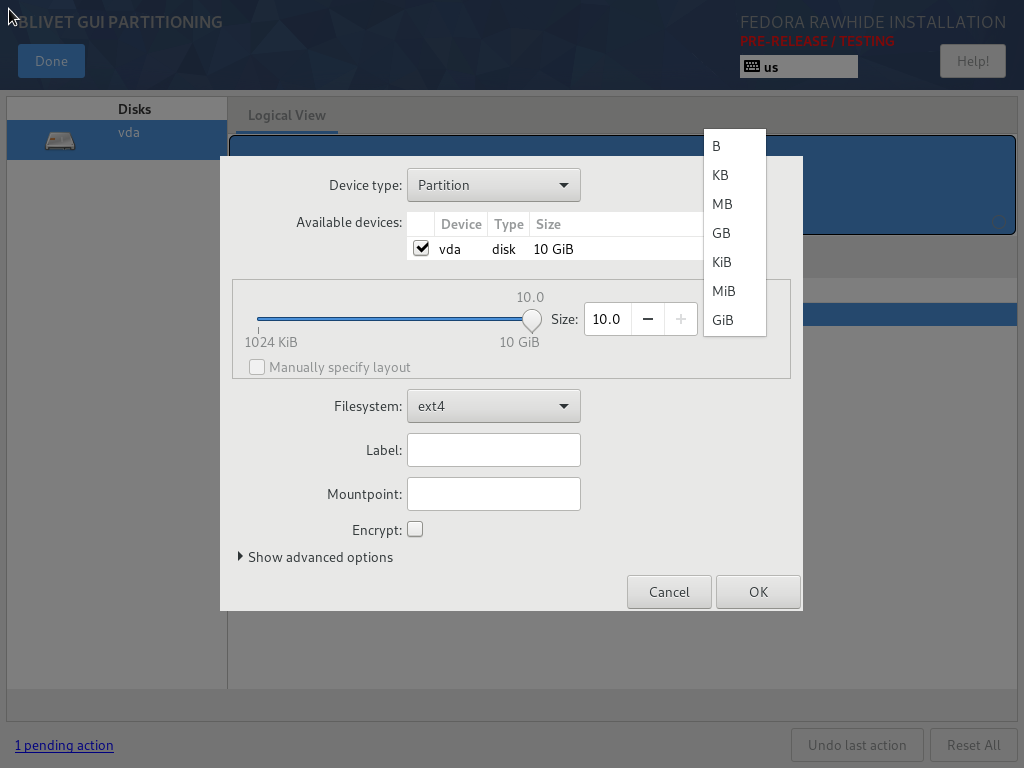 BLIVET GUI PARTITIONING
FEDORA RAWHIDE INSTALLATION
PRE-RELEASE / TESTING
Done
us
Help!
Disks
vda
Logical View
Device type:
Partition
Available devices:
Device Type Size
vda disk 10 GiB
B
KB
MB
GB
KiB
MiB
GiB
10.0
Size:
10.0
1024 KiB
10 GiB
Manually specify layout
Filesystem:
ext4
Label:
Mountpoint:
Encrypt:
Show advanced options
Cancel
OK
1 pending action
Undo last action
Reset All